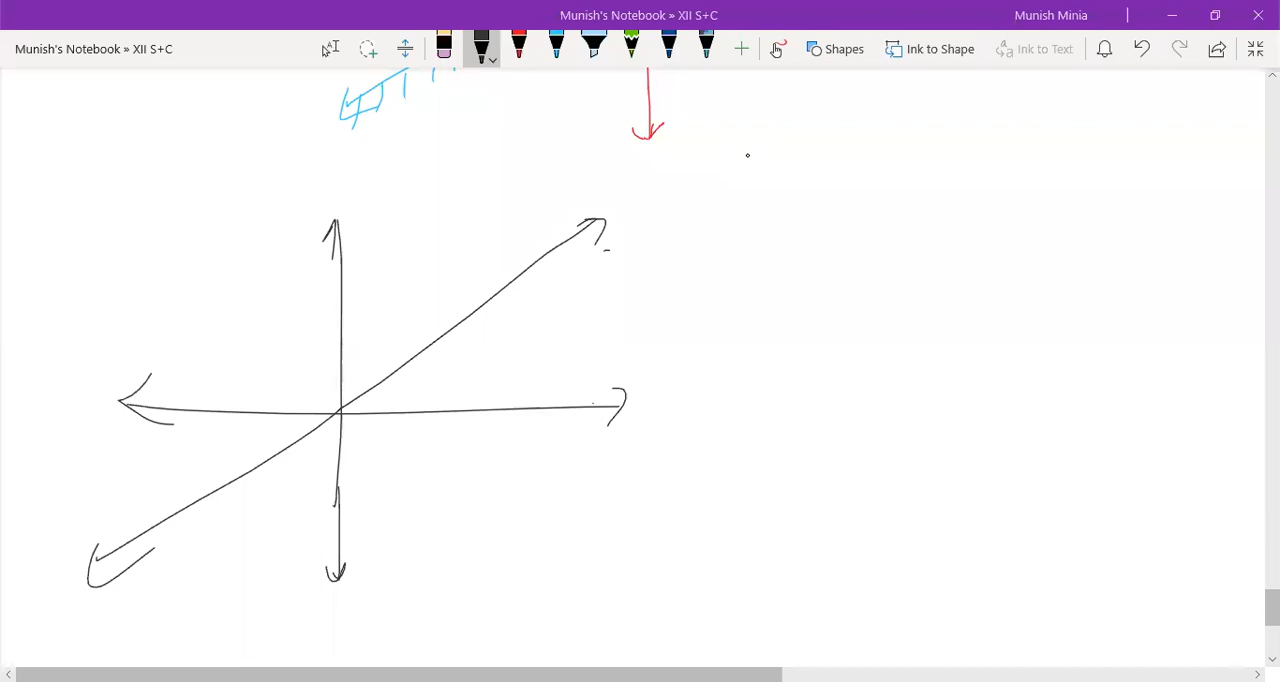 Munish's Notebook » XII S+C
Munish Minia
Munish's Notebook » XII S+C
Shapes
Ink to Shape
Ink to Text